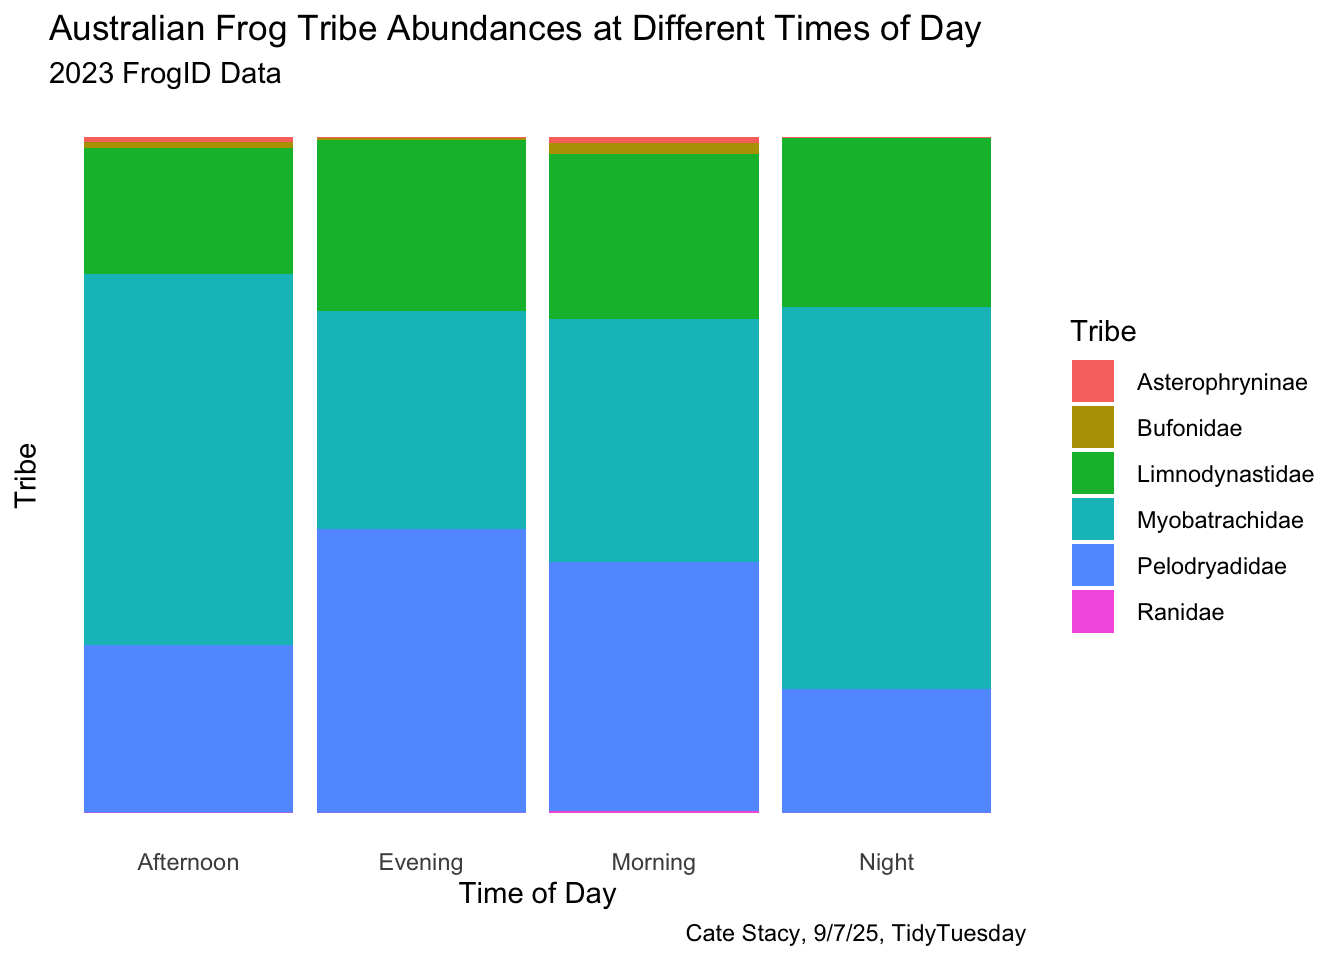 Australian Frog Tribe Abundances at Different Times of Day
2023 FrogID Data
Tribe
Afternoon
Evening
Morning
Night
Time of Day
Tribe
Asterophryninae
Bufonidae
Limnodynastidae
Myobatrachidae
Pelodryadidae
Ranidae
Cate Stacy, 9/7/25, TidyTuesday